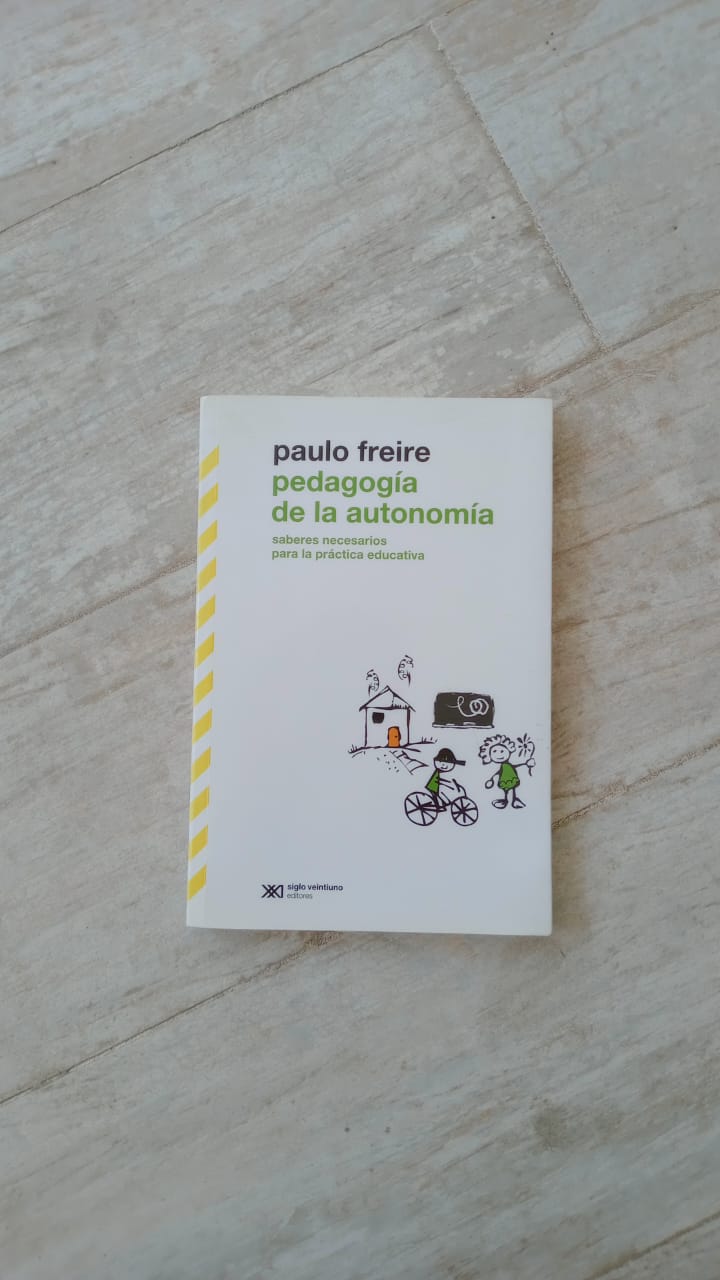 paulo freire
pedagogía
de la autonomía
saberes necesarios
para la práctica educativa
siglo veintiuno
editores